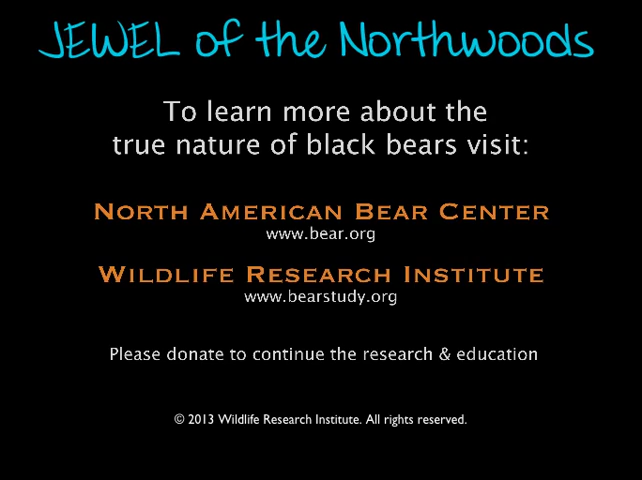 JEWEL of the Northwoods
To learn more about the
true nature of black bears visit:
NORTH AMERICAN BEAR CENTER
www.bear.org
WILDLIFE RESEARCH INSTITUTE
www.bearstudy.org
Please donate to continue the research & education
© 2013 Wildlife Research Institute. All rights reserved.